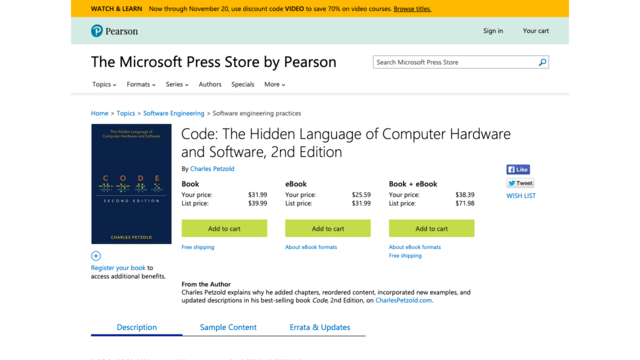 WATCH & LEARN Now through November 20, use discount code VIDEO to save 70% on video courses. Browse titles.
Pearson
Sign in Your cart
The Microsoft Press Store by Pearson
Search Microsoft Press Store
Topics Formats Series Authors Specials More
Home > Topics > Software Engineering > Software engineering practices
The Hidden Language of
Computer Hardware and Software
CODE
SECOND EDITION
CHARLES PETZOLD
Code: The Hidden Language of Computer Hardware
and Software, 2nd Edition
By Charles Petzold
Like
Tweet
WISH LIST
Book
Your price: $31.99
List price: $39.99
Add to cart
Free shipping
eBook
Your price: $25.59
List price: $31.99
Add to cart
About eBook formats
Book + eBook
Your price: $38.39
List price: $71.98
Add to cart
About eBook formats
Free shipping
Register your book to
access additional benefits.
From the Author
Charles Petzold explains why he added chapters, reordered content, incorporated new examples, and
updated descriptions in his best-selling book Code, 2nd Edition, on CharlesPetzold.com.
Description Sample Content Errata & Updates